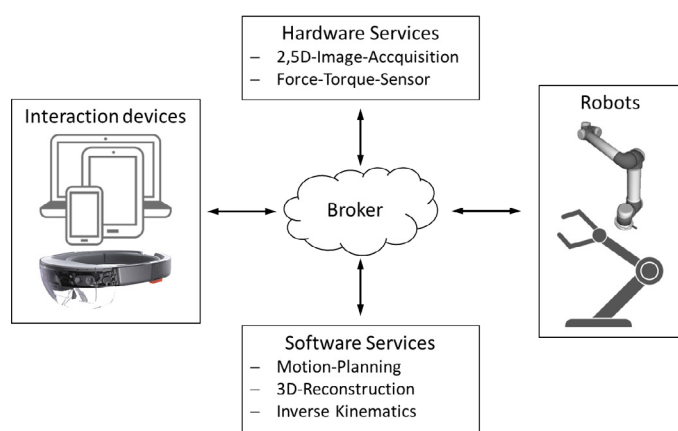 Hardware Services
– 2,5D-Image-Accquisition
– Force-Torque-Sensor
Interaction devices
Broker
Robots
Software Services
– Motion-Planning
– 3D-Reconstruction
– Inverse Kinematics